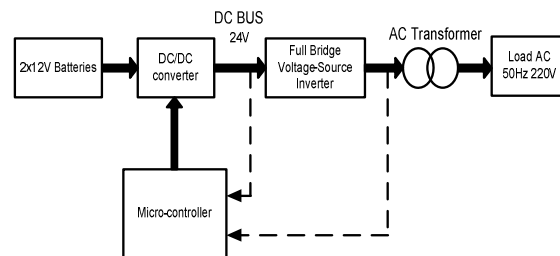 DC BUS
24V
AC Transformer
2x12V Batteries
DC/DC
converter
Full Bridge
Voltage-Source
Inverter
Load AC
50Hz 220V
Micro-controller